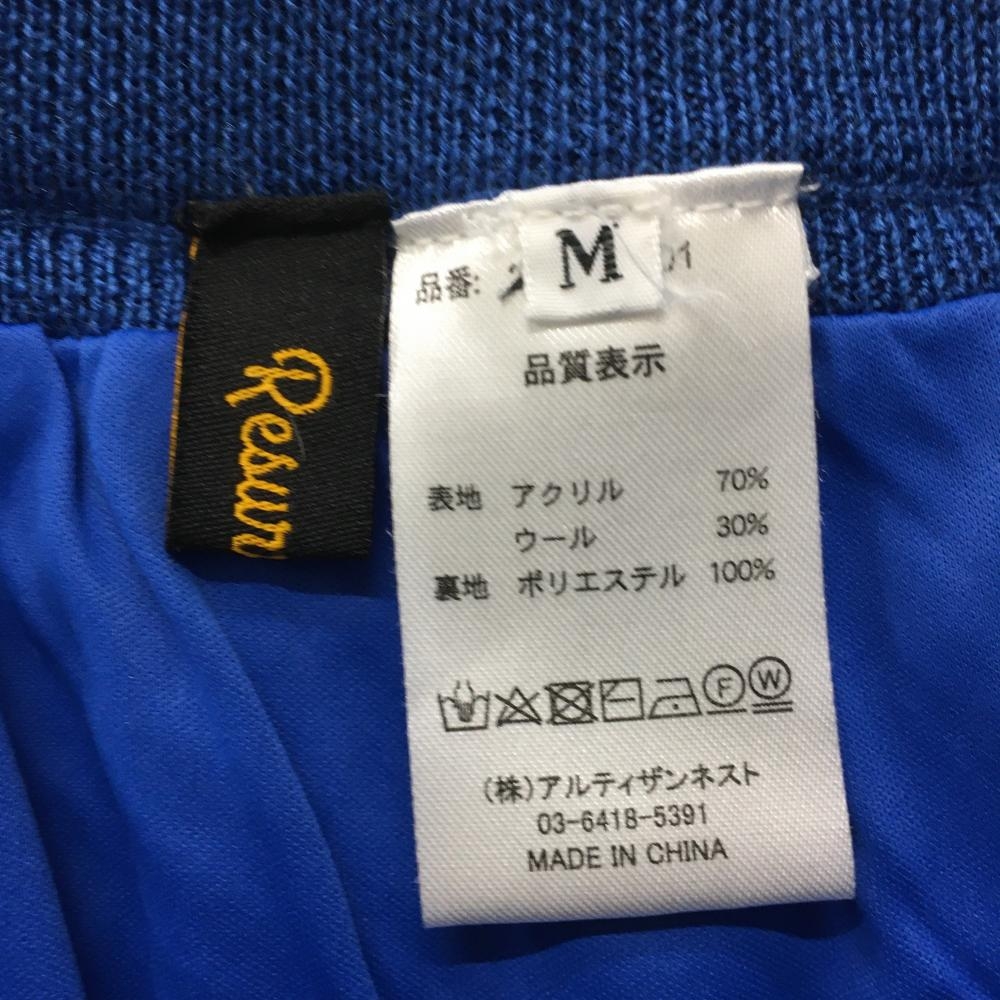 Resur
M
品番:
品質表示
表地 アクリル 70%
ウール 30%
裏地 ポリエステル 100%
F W
(株)アルティザンネスト
03-6418-5391
MADE IN CHINA